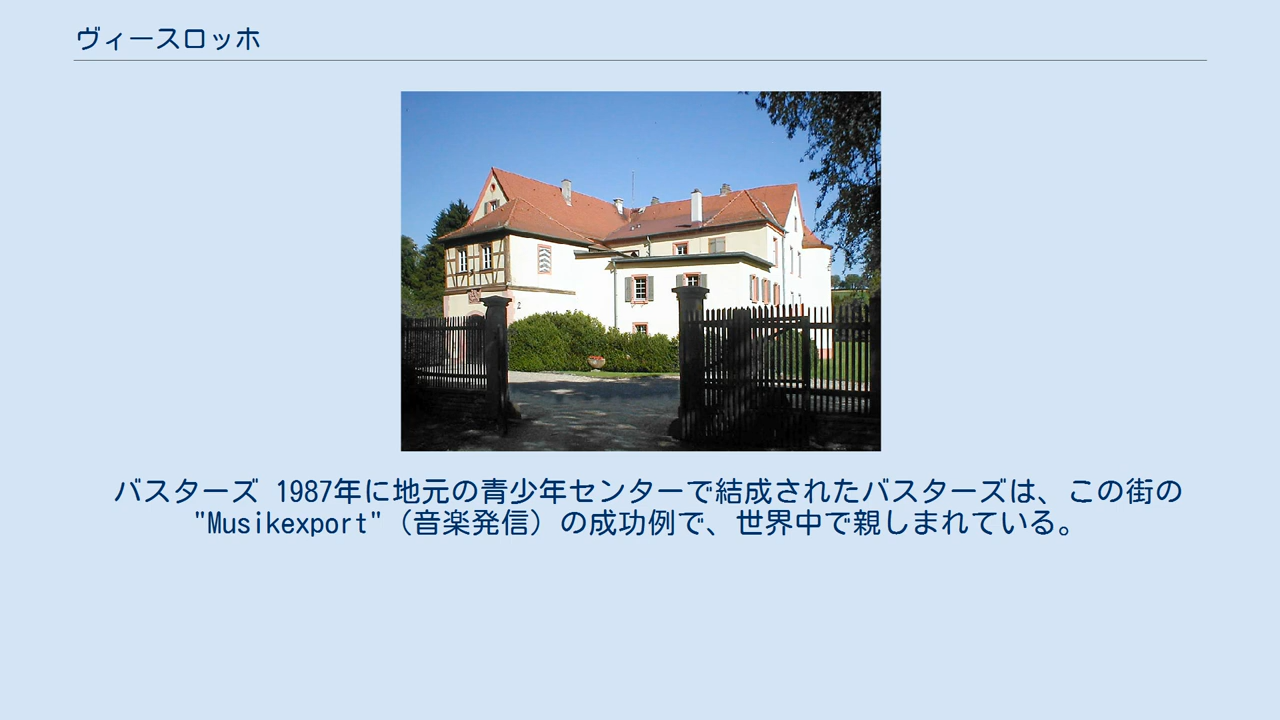 ヴィースロッホ
バスターズ 1987年に地元の青少年センターで結成されたバスターズは、この街の
"Musikexport"（音楽発信）の成功例で、世界中で親しまれている。